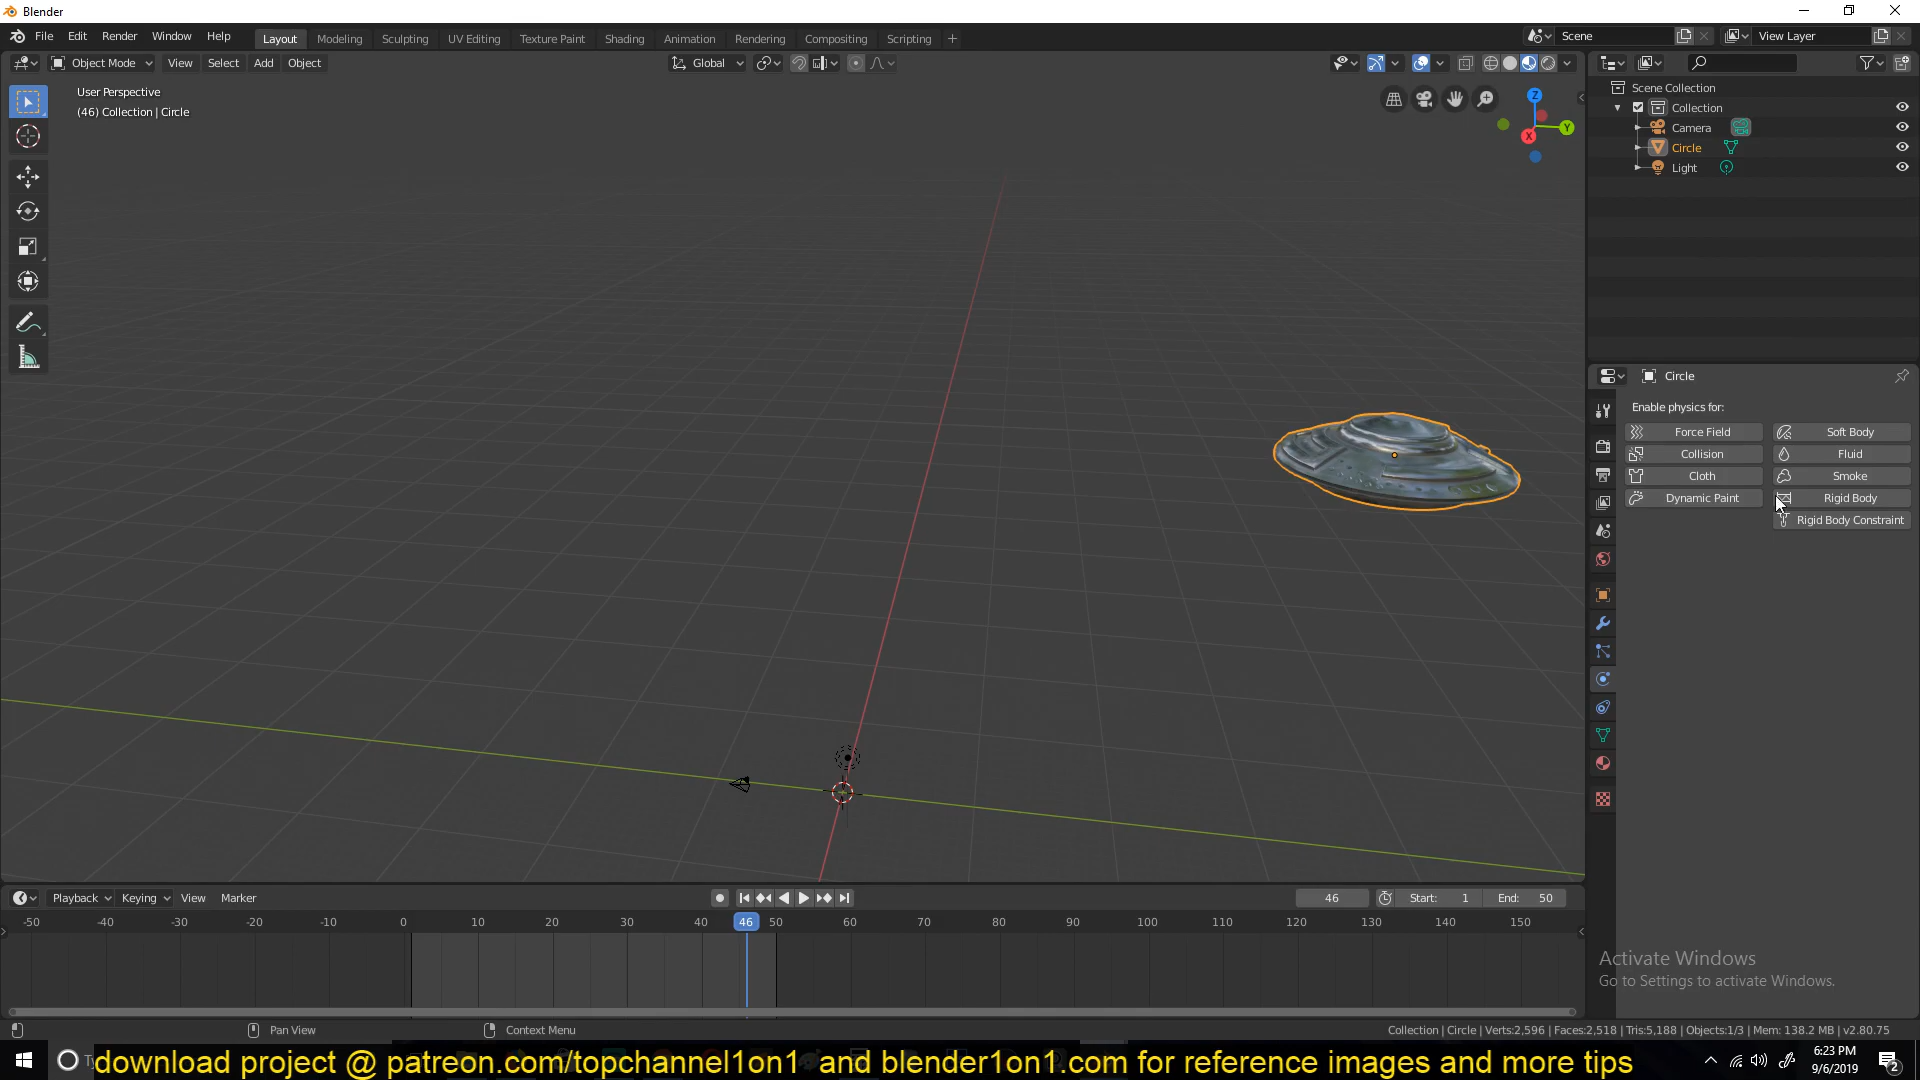 Blender
File Edit Render Window Help
Layout Modeling Sculpting UV Editing Texture Paint Shading Animation Rendering Compositing Scripting +
Scene
View Layer
Object Mode View Select Add Object
Global
User Perspective
(46) Collection | Circle
Z
Y
X
Scene Collection
Collection
Camera
Circle
Light
Circle
Enable physics for:
Force Field Soft Body
Collision Fluid
Cloth Smoke
Dynamic Paint Rigid Body
Rigid Body Constraint
Playback Keying View Marker
46 Start: 1 End: 50
-50 -40 -30 -20 -10 0 10 20 30 40 46 50 60 70 80 90 100 110 120 130 140 150
Activate Windows
Go to Settings to activate Windows.
Pan View Context Menu
Collection | Circle | Verts:2,596 | Faces:2,518 | Tris:5,188 | Objects:1/3 | Mem: 138.2 MB | v2.80.75
download project @ patreon.com/topchannel1on1 and blender1on1.com for reference images and more tips
6:23 PM
9/6/2019
2